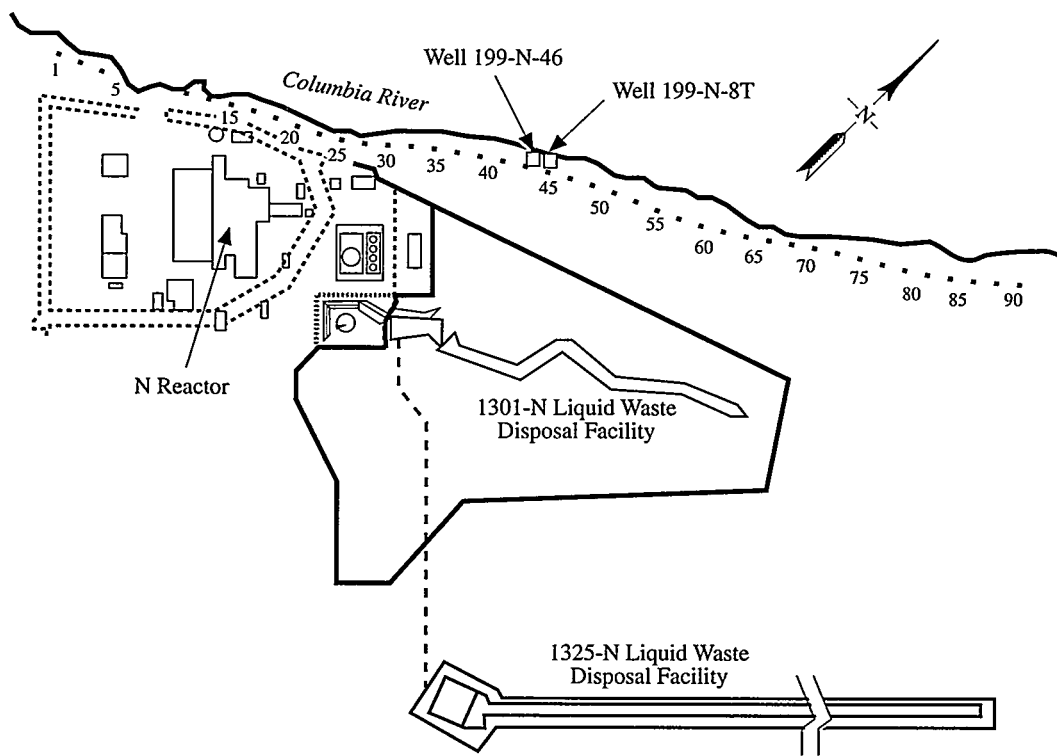 Well 199-N-46
Well 199-N-8T
Columbia River
-N-
1
5
15
20
25
30
35
40
45
50
55
60
65
70
75
80
85
90
N Reactor
1301-N Liquid Waste
Disposal Facility
1325-N Liquid Waste
Disposal Facility